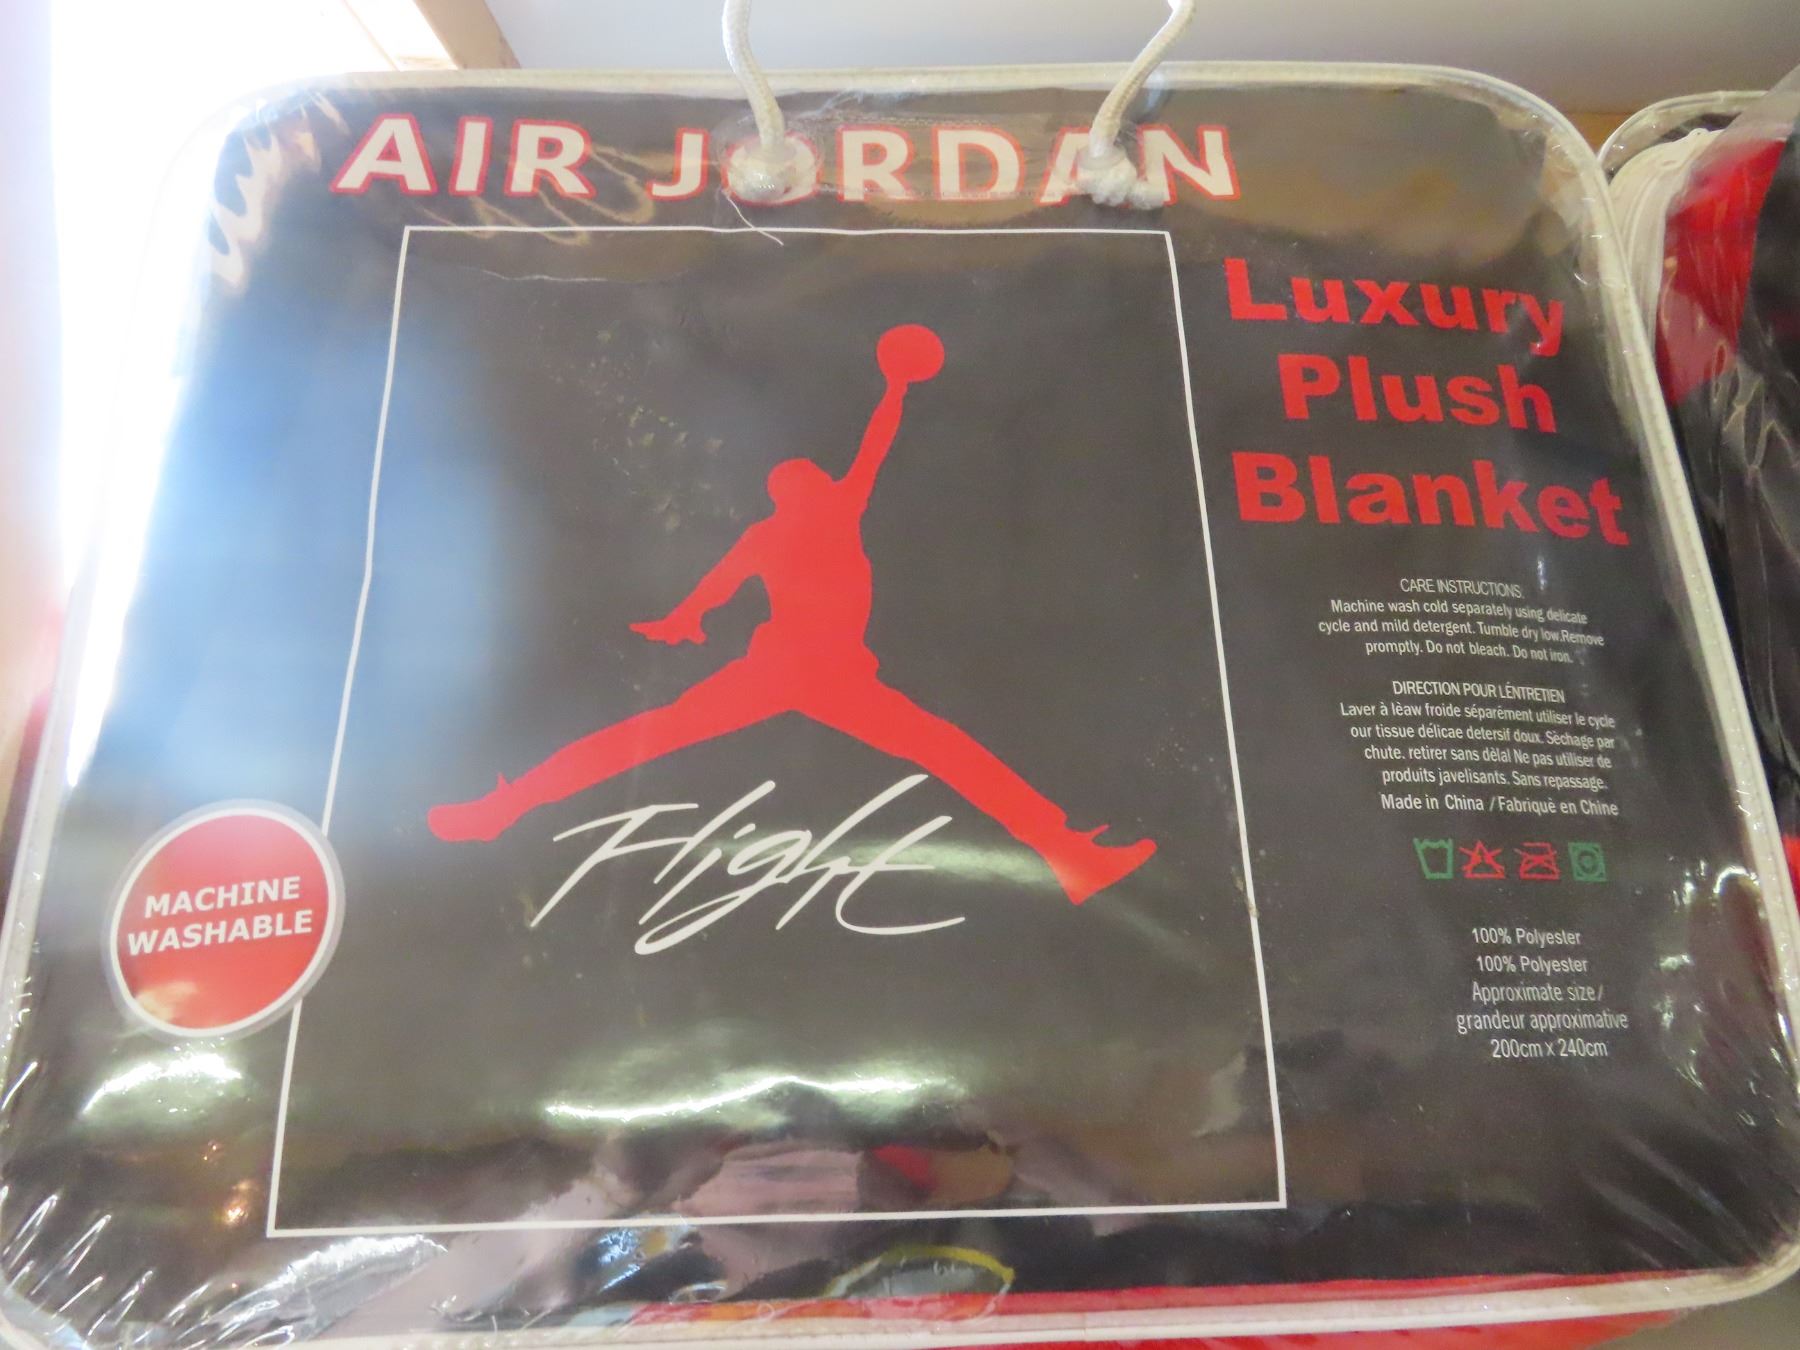 AIR JORDAN
Luxury
Plush
Blanket
CARE INSTRUCTIONS.
Machine wash cold separately using delicate
cycle and mild detergent. Tumble dry low.Remove
promptly. Do not bleach. Do not iron.
DIRECTION POUR LÉNTRETIEN
Laver à lèaw froide séparément utiliser le cycle
our tissue délicae detersif doux. Sèchage par
chute. retirer sans dèlal Ne pas utiliser de
produits javelisants. Sans repassage.
Made in China / Fabriquè en Chine
100% Polyester
100% Polyester
Approximate size/
grandeur approximative
200cm x 240cm
Flight
MACHINE
WASHABLE